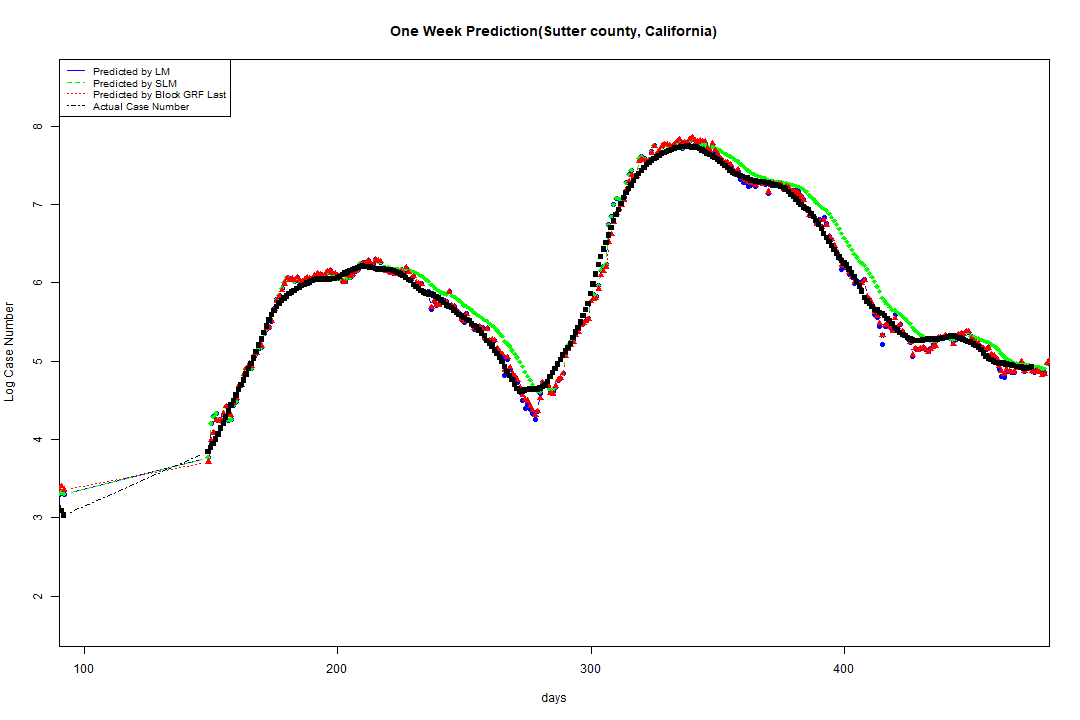 One Week Prediction(Sutter county, California)
Predicted by LM
Predicted by SLM
Predicted by Block GRF Last
Actual Case Number
8
7
6
5
4
3
2
Log Case Number
100 200 300 400
days